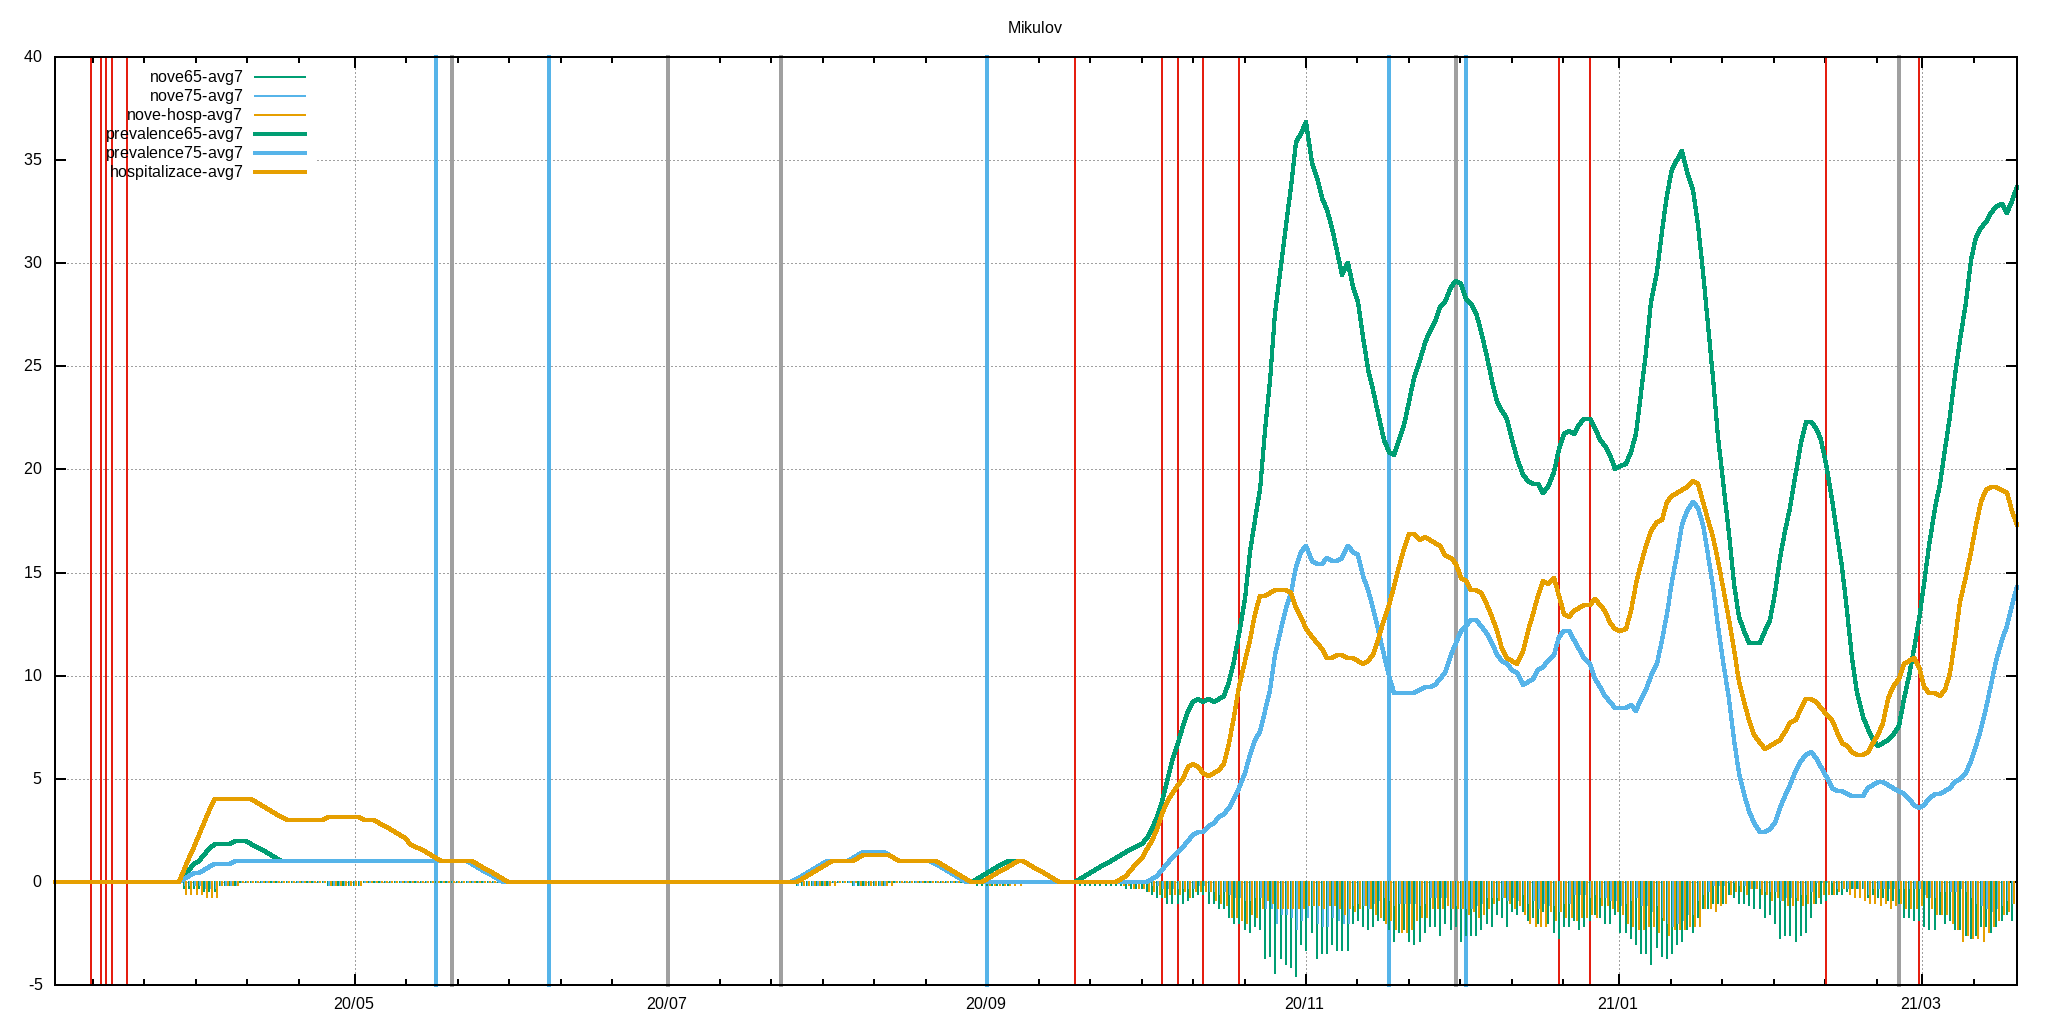 Mikulov
40
35
30
25
20
15
10
5
0
-5
nove65-avg7
nove75-avg7
nove-hosp-avg7
prevalence65-avg7
prevalence75-avg7
hospitalizace-avg7
20/05 20/07 20/09 20/11 21/01 21/03